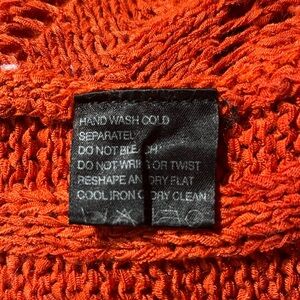 HAND WASH COLD
SEPARATELY
DO NOT BLEACH
DO NOT WRING OR TWIST
RESHAPE AND DRY FLAT
COOL IRON DRY CLEAN